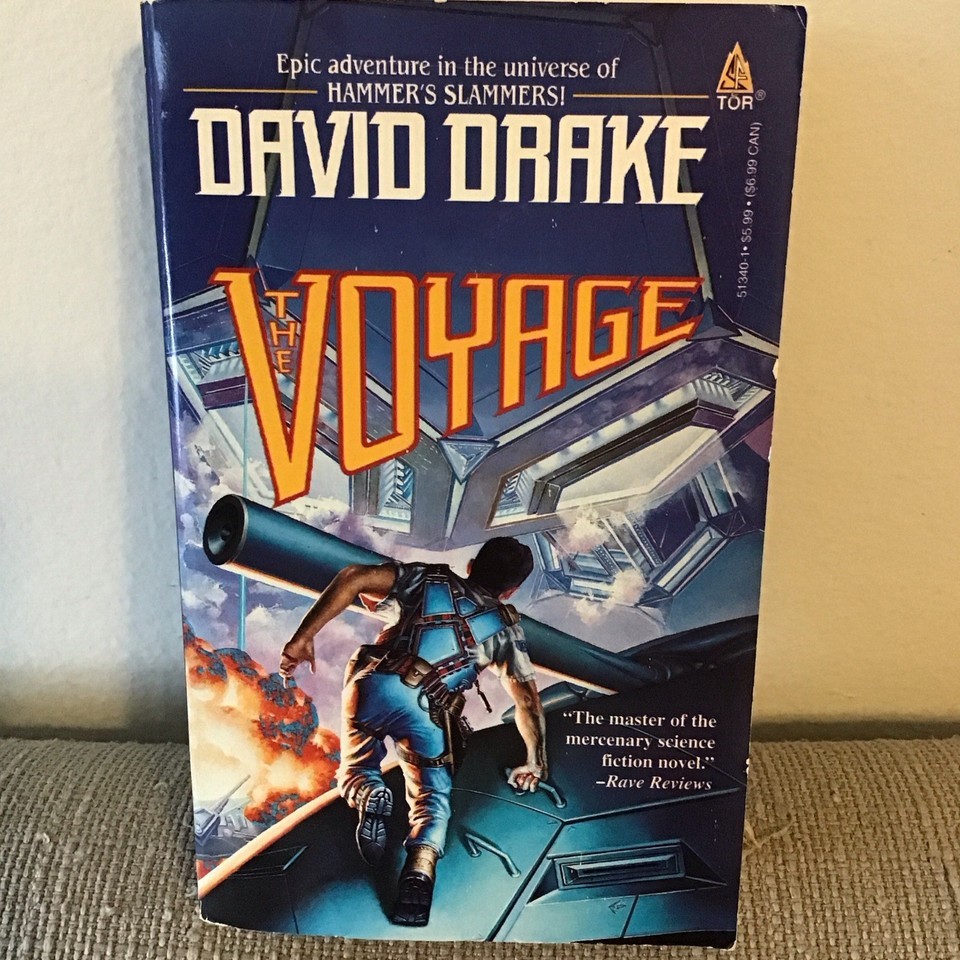 Epic adventure in the universe of
HAMMER'S SLAMMERS!
TOR®
DAVID DRAKE
51340-1 • $5.99 • ($6.99 CAN)
THE
VOYAGE
"The master of the
mercenary science
fiction novel."
–Rave Reviews